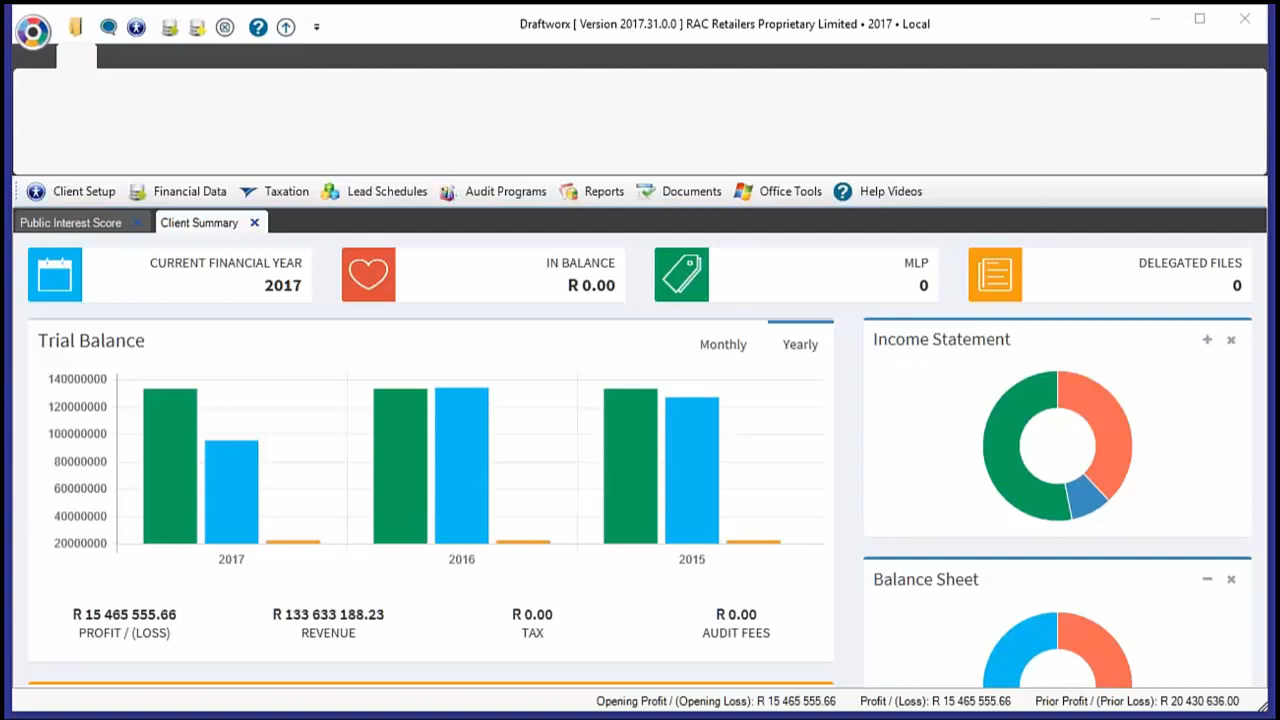 Draftworx [ Version 2017.31.0.0 ] RAC Retailers Proprietary Limited • 2017 • Local
Client Setup Financial Data Taxation Lead Schedules Audit Programs Reports Documents Office Tools Help Videos
Public Interest Score Client Summary
CURRENT FINANCIAL YEAR
2017
IN BALANCE
R 0.00
MLP
0
DELEGATED FILES
0
Trial Balance
Monthly Yearly
140000000
120000000
100000000
80000000
60000000
40000000
20000000
2017 2016 2015
R 15 465 555.66
PROFIT / (LOSS)
R 133 633 188.23
REVENUE
R 0.00
TAX
R 0.00
AUDIT FEES
Income Statement
Balance Sheet
Opening Profit / (Opening Loss): R 15 465 555.66 Profit / (Loss): R 15 465 555.66 Prior Profit / (Prior Loss): R 20 430 636.00